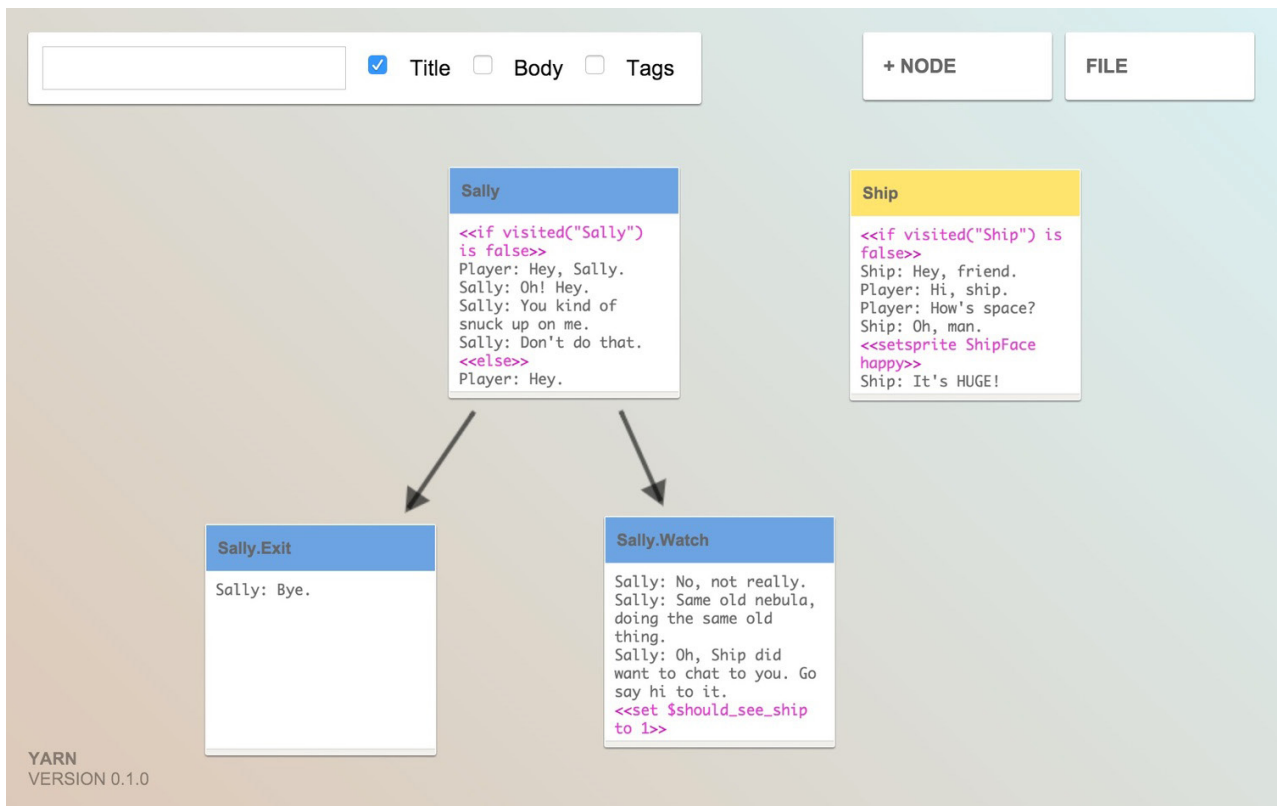 Title
Body
Tags
+ NODE
FILE
Sally
<<if visited("Sally")
is false>>
Player: Hey, Sally.
Sally: Oh! Hey.
Sally: You kind of
snuck up on me.
Sally: Don't do that.
<<else>>
Player: Hey.
Ship
<<if visited("Ship") is
false>>
Ship: Hey, friend.
Player: Hi, ship.
Player: How's space?
Ship: Oh, man.
<<setsprite ShipFace
happy>>
Ship: It's HUGE!
Sally.Exit
Sally: Bye.
Sally.Watch
Sally: No, not really.
Sally: Same old nebula,
doing the same old
thing.
Sally: Oh, Ship did
want to chat to you. Go
say hi to it.
<<set $should_see_ship
to 1>>
YARN
VERSION 0.1.0